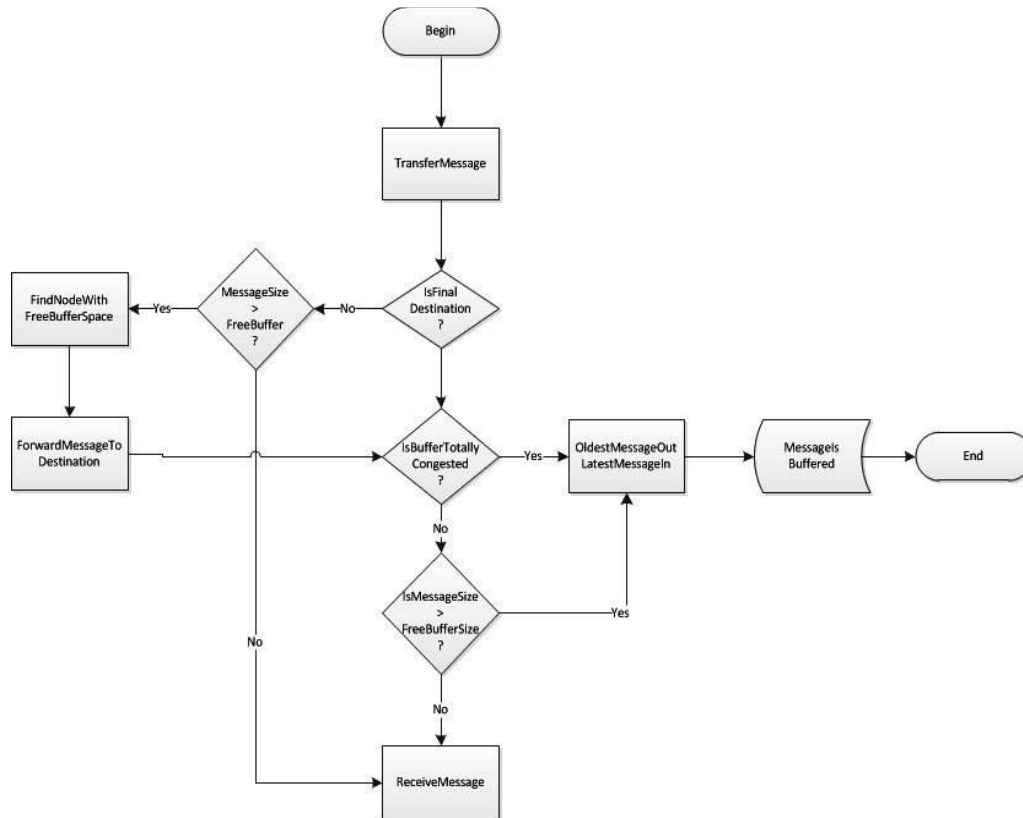 Begin
TransferMessage
IsFinal
Destination
?
No
MessageSize
>
FreeBuffer
?
Yes
FindNodeWith
FreeBufferSpace
ForwardMessageTo
Destination
IsBufferTotally
Congested
?
Yes
OldestMessageOut
LatestMessageIn
MessageIs
Buffered
End
No
IsMessageSize
>
FreeBufferSize
?
Yes
No
No
ReceiveMessage